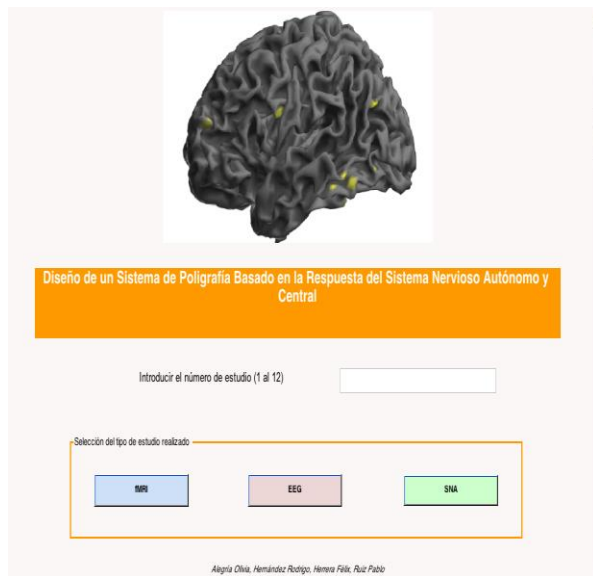 Diseño de un Sistema de Poligrafía Basado en la Respuesta del Sistema Nervioso Autónomo y
Central
Introducir el número de estudio (1 al 12)
Selección del tipo de estudio realizado
fMRI
EEG
SNA
Alegría Olivia, Hernández Rodrigo, Herrera Félix, Ruiz Pablo